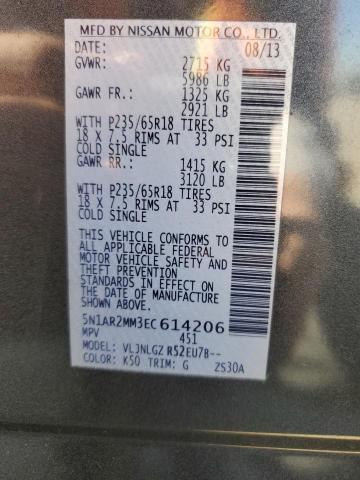 MFD BY NISSAN MOTOR CO., LTD.
DATE: 08/13
GVWR: 2715 KG
5986 LB
GAWR FR.: 1325 KG
2921 LB
WITH P235/65R18 TIRES
18 X 7.5 RIMS AT 33 PSI
COLD SINGLE
GAWR RR.: 1415 KG
3120 LB
WITH P235/65R18 TIRES
18 X 7.5 RIMS AT 33 PSI
COLD SINGLE
THIS VEHICLE CONFORMS TO
ALL APPLICABLE FEDERAL
MOTOR VEHICLE SAFETY AND
THEFT PREVENTION
STANDARDS IN EFFECT ON
THE DATE OF MANUFACTURE
SHOWN ABOVE.
5N1AR2MM3EC614206
MPV 451
MODEL: VLJNLGZ R52EU7B--
COLOR: K50 TRIM: G ZS30A